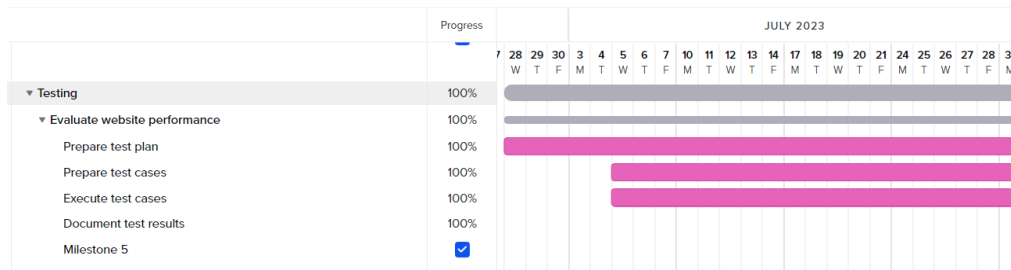 Progress
JULY 2023
28 29 30 3 4 5 6 7 10 11 12 13 14 17 18 19 20 21 24 25 26 27 28
W T F M T W T F M T W T F M T W T F M T W T F
Testing 100%
Evaluate website performance 100%
Prepare test plan 100%
Prepare test cases 100%
Execute test cases 100%
Document test results 100%
Milestone 5